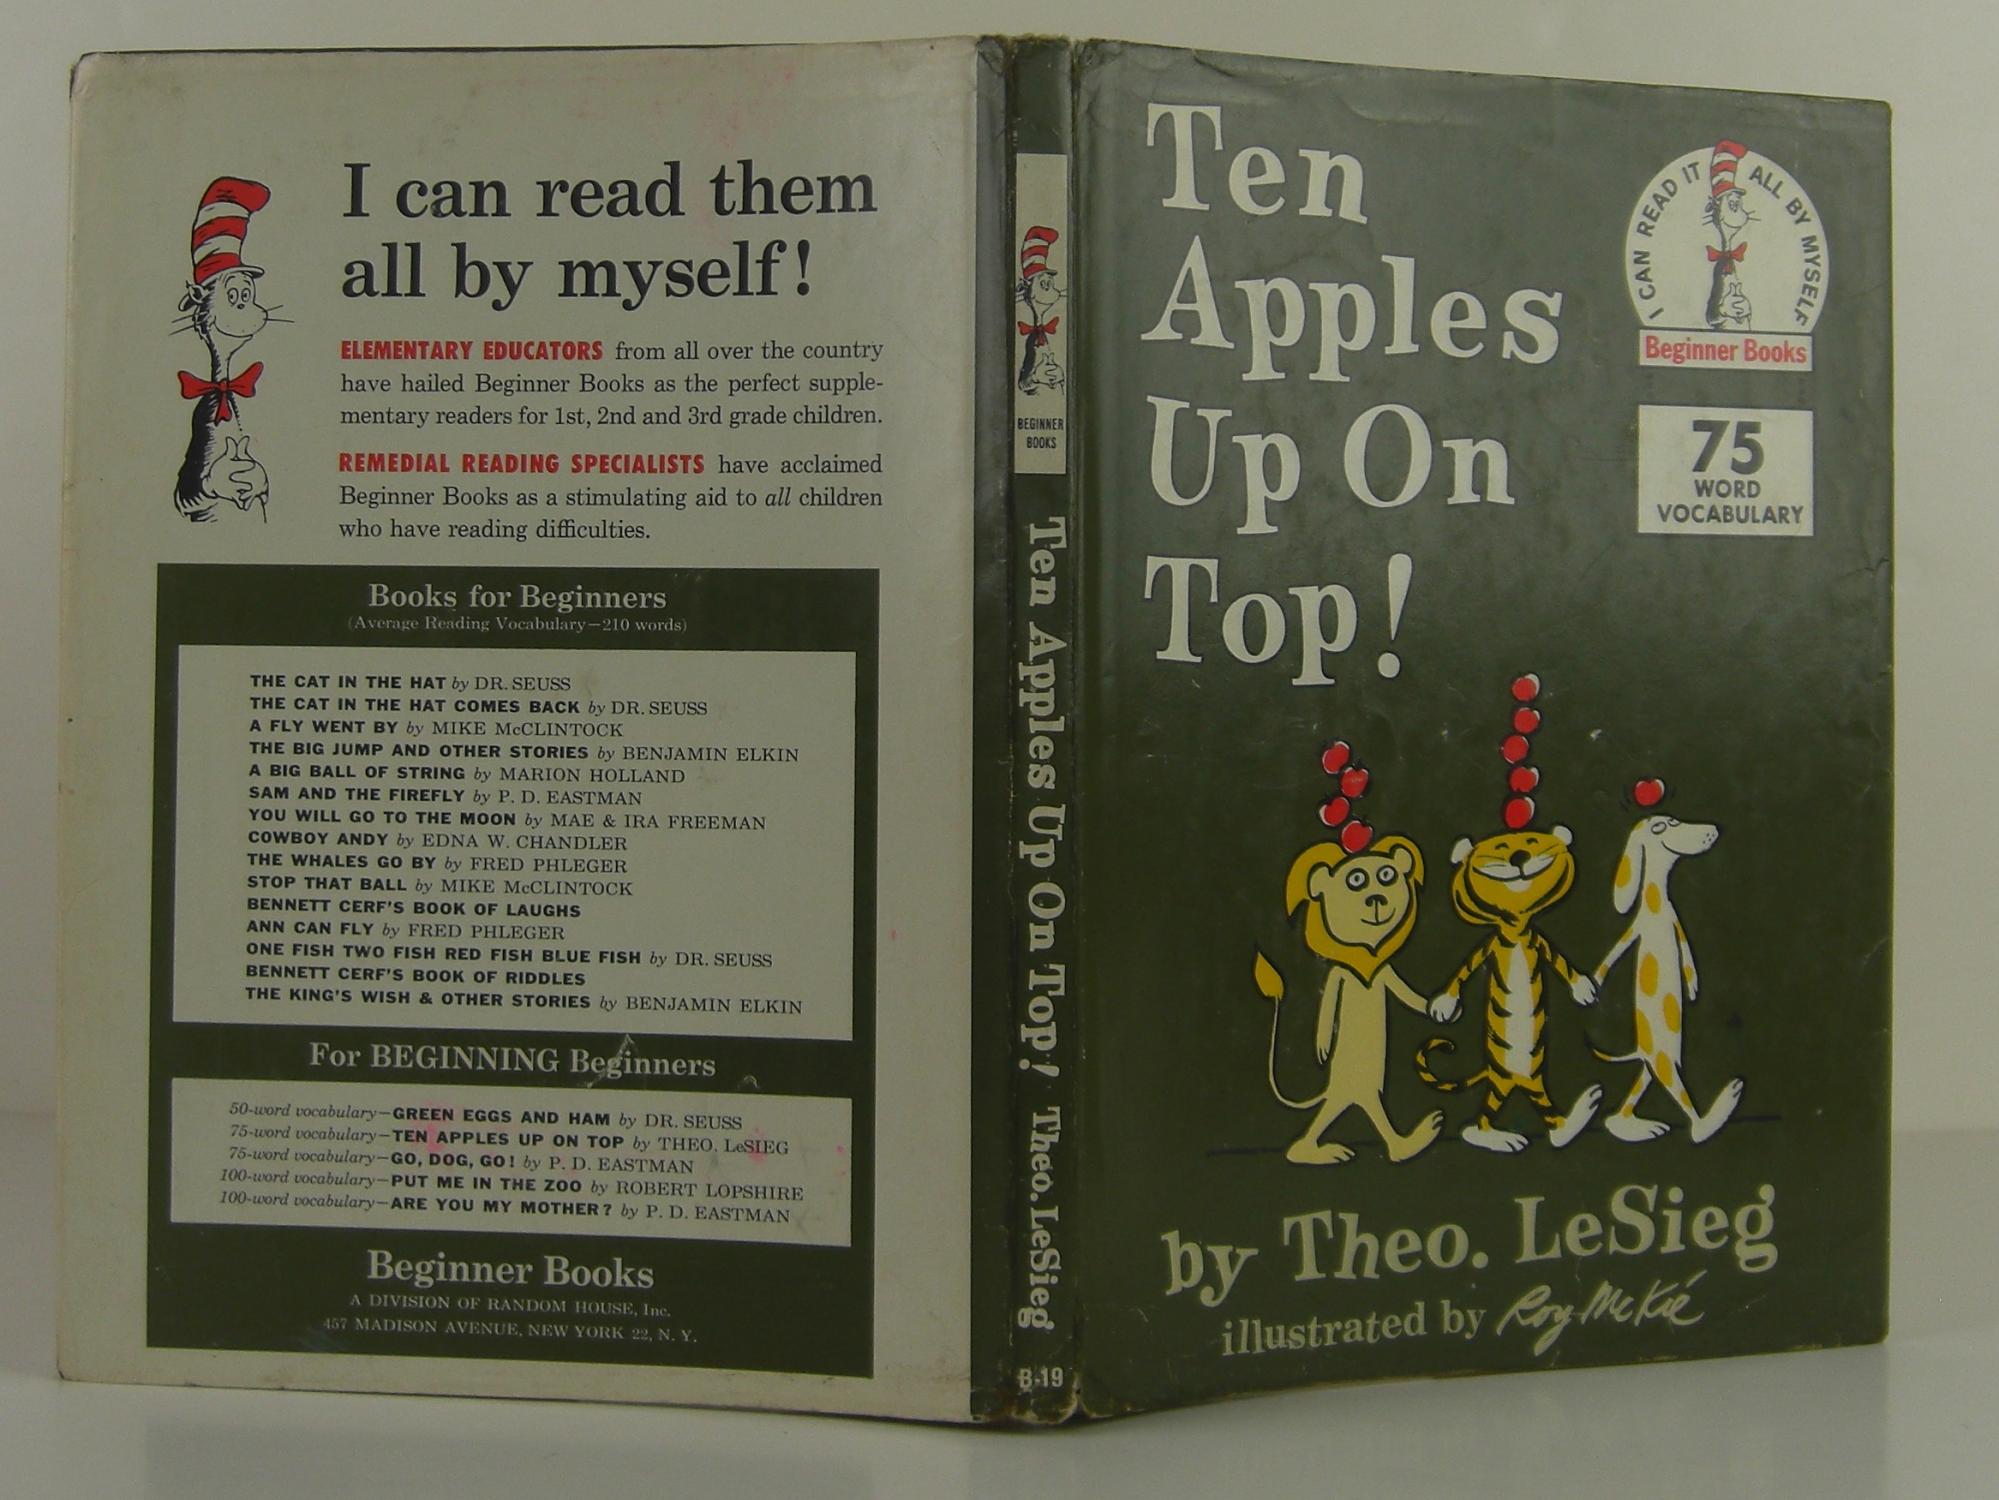 I can read them
all by myself!
ELEMENTARY EDUCATORS from all over the country
have hailed Beginner Books as the perfect supple-
mentary readers for 1st, 2nd and 3rd grade children.
REMEDIAL READING SPECIALISTS have acclaimed
Beginner Books as a stimulating aid to all children
who have reading difficulties.
Books for Beginners
(Average Reading Vocabulary—210 words)
THE CAT IN THE HAT by DR. SEUSS
THE CAT IN THE HAT COMES BACK by DR. SEUSS
A FLY WENT BY by MIKE McCLINTOCK
THE BIG JUMP AND OTHER STORIES by BENJAMIN ELKIN
A BIG BALL OF STRING by MARION HOLLAND
SAM AND THE FIREFLY by P. D. EASTMAN
YOU WILL GO TO THE MOON by MAE & IRA FREEMAN
COWBOY ANDY by EDNA W. CHANDLER
THE WHALES GO BY by FRED PHLEGER
STOP THAT BALL by MIKE McCLINTOCK
BENNETT CERF'S BOOK OF LAUGHS
ANN CAN FLY by FRED PHLEGER
ONE FISH TWO FISH RED FISH BLUE FISH by DR. SEUSS
BENNETT CERF'S BOOK OF RIDDLES
THE KING'S WISH & OTHER STORIES by BENJAMIN ELKIN
For BEGINNING Beginners
50-word vocabulary—GREEN EGGS AND HAM by DR. SEUSS
75-word vocabulary—TEN APPLES UP ON TOP by THEO. LeSIEG
75-word vocabulary—GO, DOG, GO! by P. D. EASTMAN
100-word vocabulary—PUT ME IN THE ZOO by ROBERT LOPSHIRE
100-word vocabulary—ARE YOU MY MOTHER? by P. D. EASTMAN
Beginner Books
A DIVISION OF RANDOM HOUSE, Inc.
457 MADISON AVENUE, NEW YORK 22, N. Y.
BEGINNER
BOOKS
Ten Apples Up On Top! Theo. LeSieg
B-19
Ten
Apples
Up On
Top!
I CAN READ IT ALL BY MYSELF
Beginner Books
75
WORD
VOCABULARY
by Theo. LeSieg
illustrated by Roy McKié